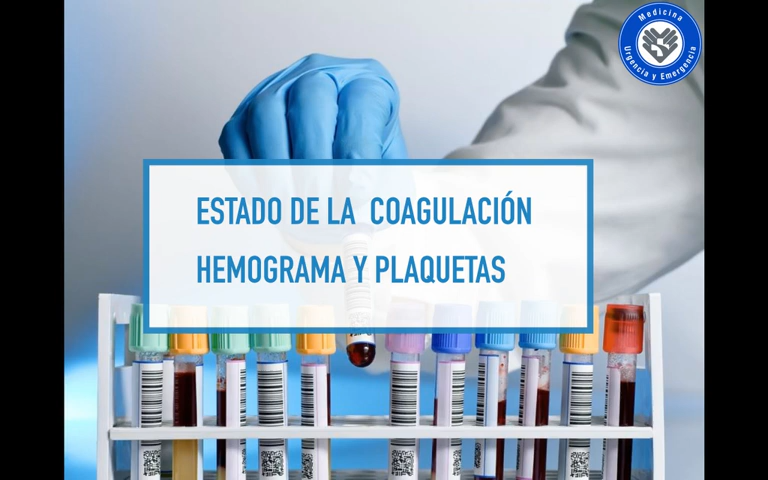 Medicina
Urgencia y Emergencia
ESTADO DE LA COAGULACIÓN
HEMOGRAMA Y PLAQUETAS